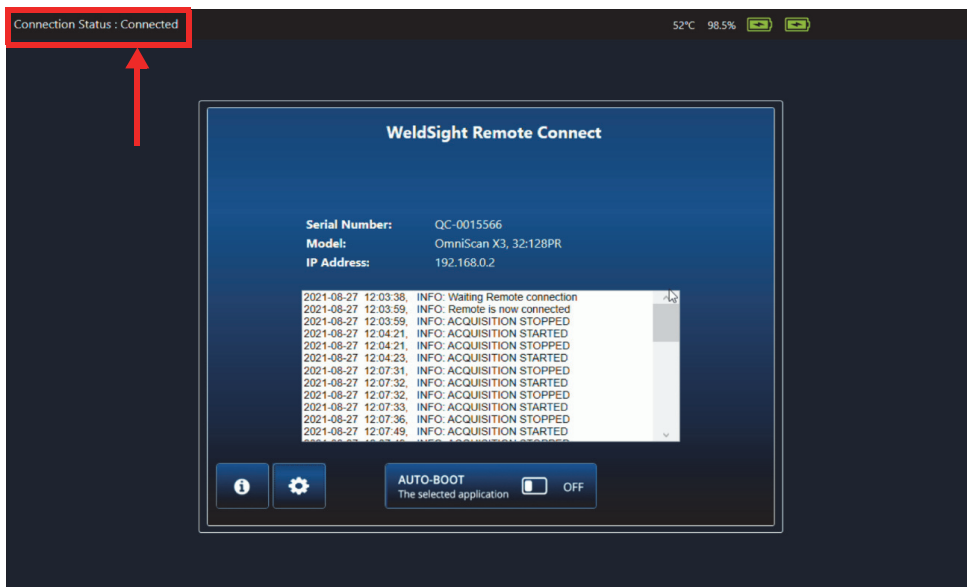 Connection Status : Connected
52°C 98.5%
WeldSight Remote Connect
Serial Number: QC-0015566
Model: OmniScan X3, 32:128PR
IP Address: 192.168.0.2
2021-08-27 12:03:38, INFO: Waiting Remote connection
2021-08-27 12:03:59, INFO: Remote is now connected
2021-08-27 12:03:59, INFO: ACQUISITION STOPPED
2021-08-27 12:04:21, INFO: ACQUISITION STARTED
2021-08-27 12:04:21, INFO: ACQUISITION STOPPED
2021-08-27 12:04:23, INFO: ACQUISITION STARTED
2021-08-27 12:07:31, INFO: ACQUISITION STOPPED
2021-08-27 12:07:32, INFO: ACQUISITION STARTED
2021-08-27 12:07:32, INFO: ACQUISITION STOPPED
2021-08-27 12:07:33, INFO: ACQUISITION STARTED
2021-08-27 12:07:36, INFO: ACQUISITION STOPPED
2021-08-27 12:07:49, INFO: ACQUISITION STARTED
AUTO-BOOT
The selected application
OFF